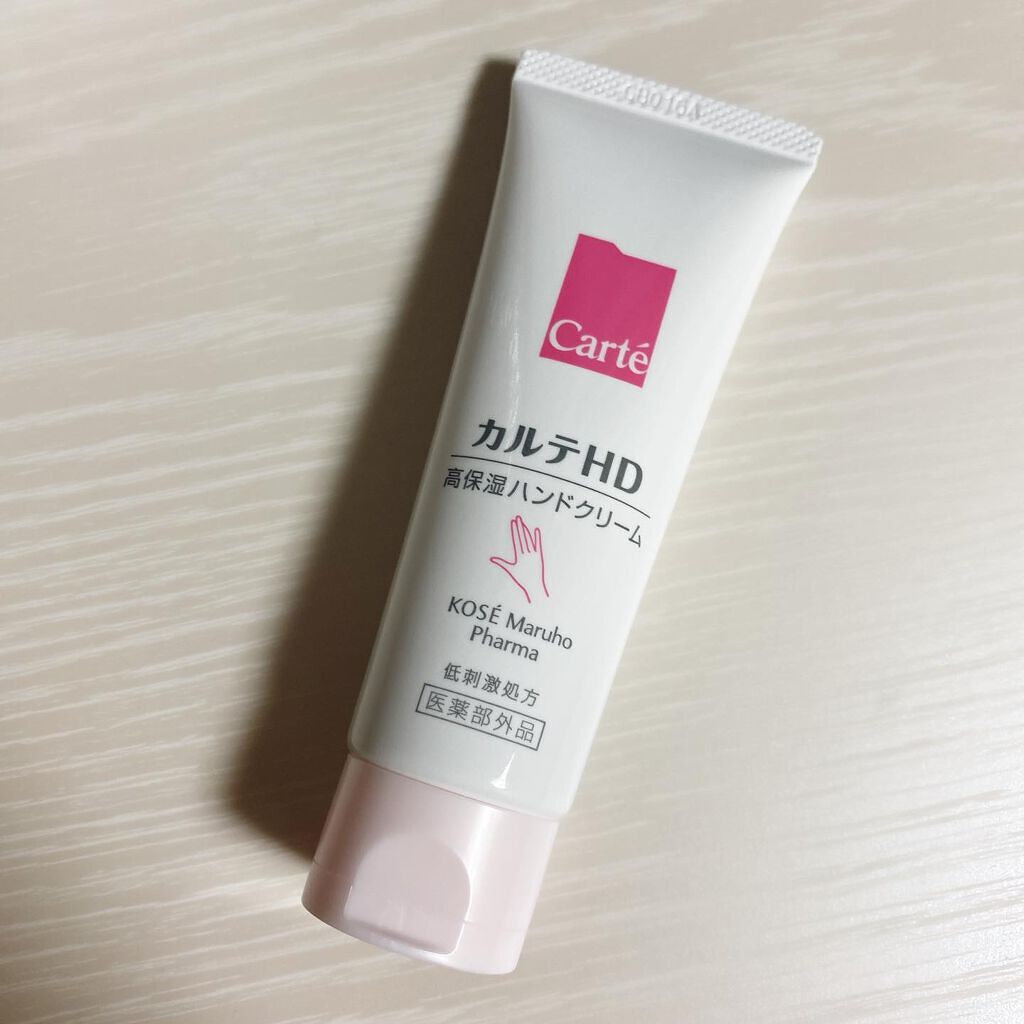 Carté
カルテHD
高保湿ハンドクリーム
KOSÉ Maruho
Pharma
低刺激処方
医薬部外品